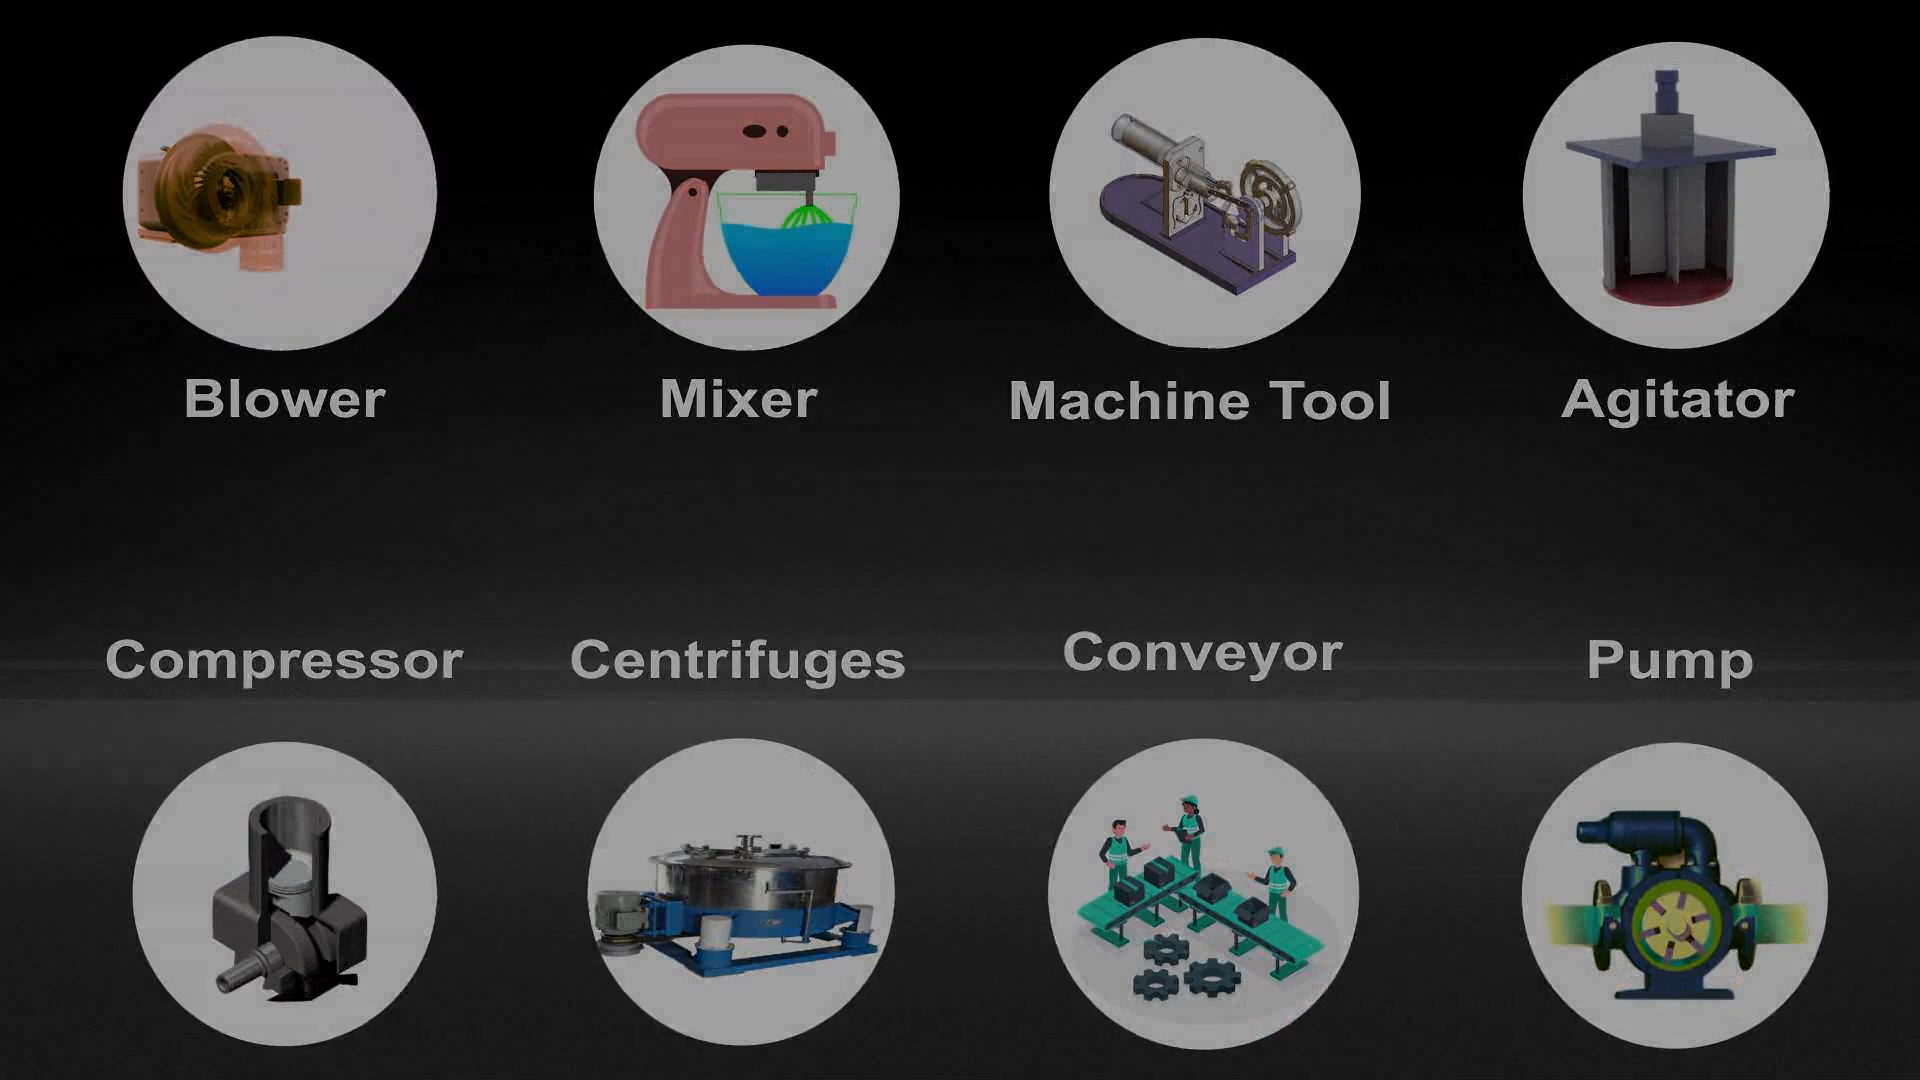 Blower
Mixer
Machine Tool
Agitator
Compressor
Centrifuges
Conveyor
Pump